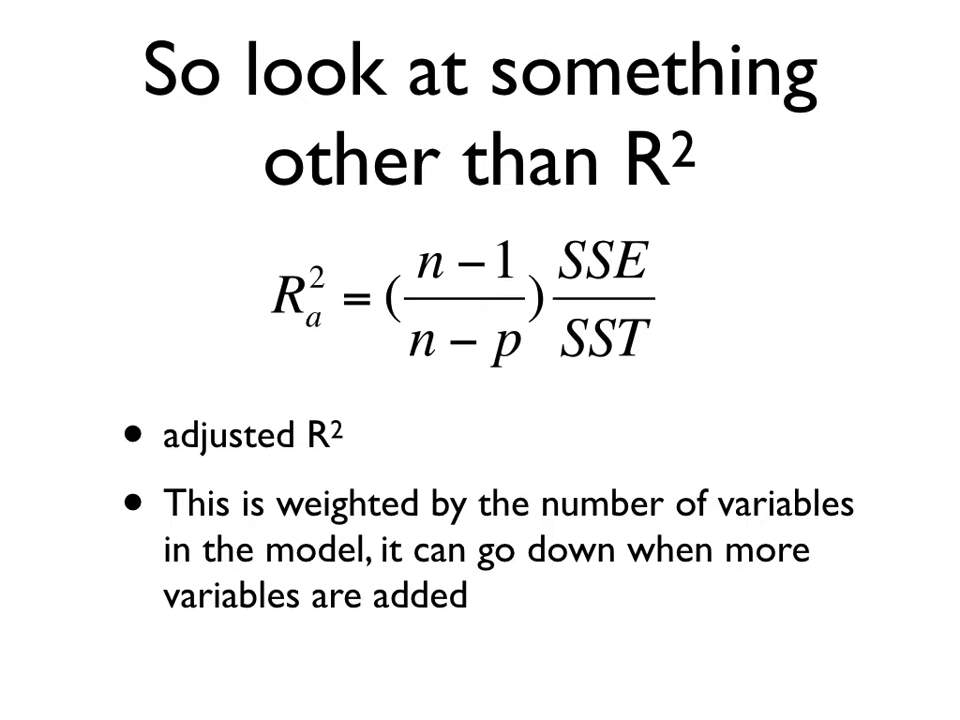 So look at something
other than R²
R²ₐ = (n − 1 / n − p) SSE / SST
• adjusted R²
• This is weighted by the number of variables
in the model, it can go down when more
variables are added